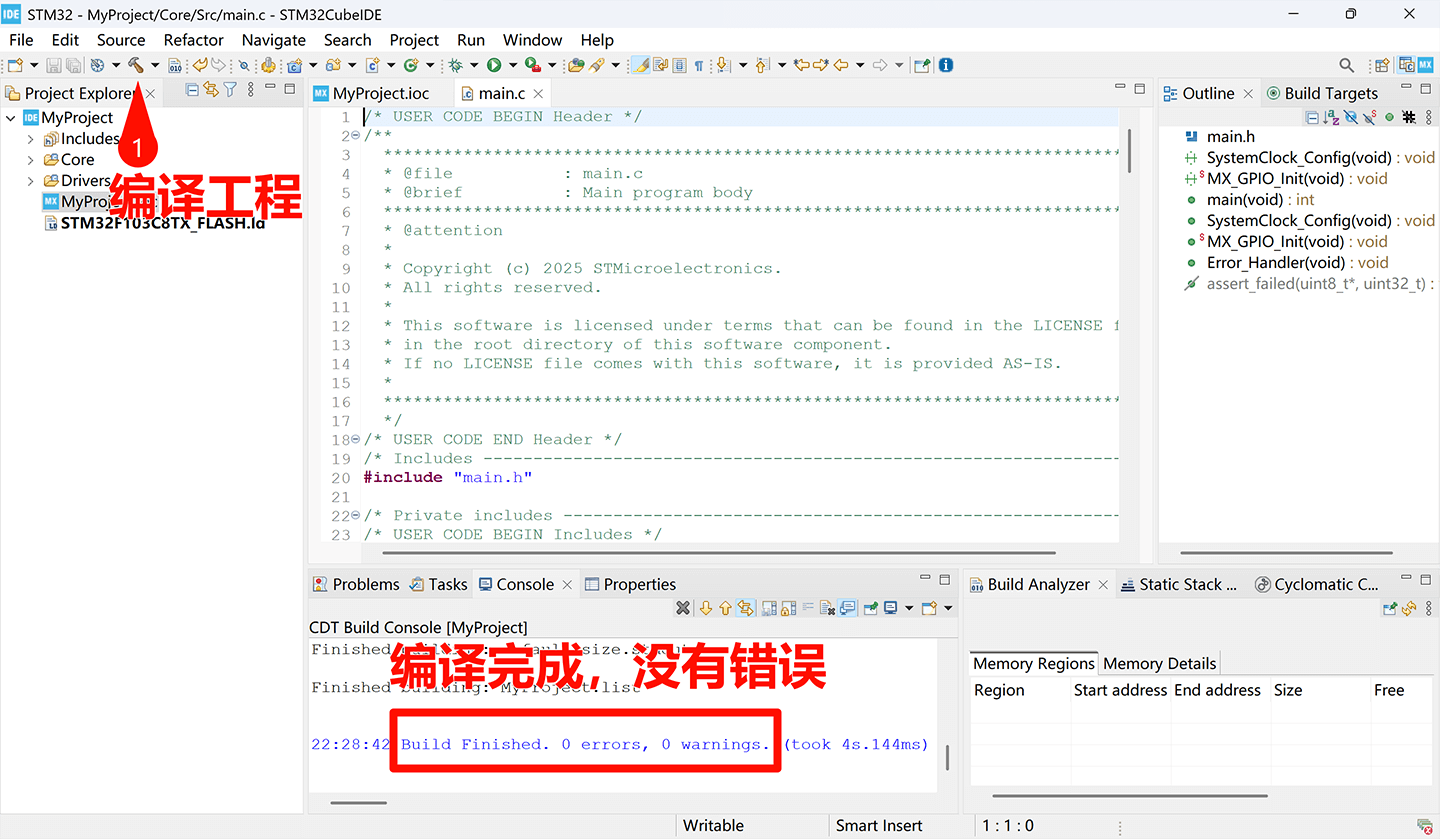 IDE STM32 - MyProject/Core/Src/main.c - STM32CubeIDE
File Edit Source Refactor Navigate Search Project Run Window Help
Project Explorer
MyProject
Includes
Core
Drivers
STM32F103C8TX_FLASH.ld
1
编译工程
MX MyProject.ioc
main.c
1 /* USER CODE BEGIN Header */
2 /**
3 ******************************************************************************
4 * @file : main.c
5 * @brief : Main program body
6 ******************************************************************************
7 * @attention
8 *
9 * Copyright (c) 2025 STMicroelectronics.
10 * All rights reserved.
11 *
12 * This software is licensed under terms that can be found in the LICENSE f
13 * in the root directory of this software component.
14 * If no LICENSE file comes with this software, it is provided AS-IS.
15 *
16 ******************************************************************************
17 */
18 /* USER CODE END Header */
19 /* Includes ------------------------------------------------------------------
20 #include "main.h"
21
22 /* Private includes ----------------------------------------------------------
23 /* USER CODE BEGIN Includes */
Outline
Build Targets
main.h
SystemClock_Config(void) : void
MX_GPIO_Init(void) : void
main(void) : int
SystemClock_Config(void) : void
MX_GPIO_Init(void) : void
Error_Handler(void) : void
assert_failed(uint8_t*, uint32_t) :
Problems Tasks Console Properties
CDT Build Console [MyProject]
编译完成，没有错误
Finished building: MyProject.list
22:28:42 Build Finished. 0 errors, 0 warnings. (took 4s.144ms)
Build Analyzer Static Stack ... Cyclomatic C...
Memory Regions Memory Details
Region Start address End address Size Free
Writable Smart Insert 1 : 1 : 0